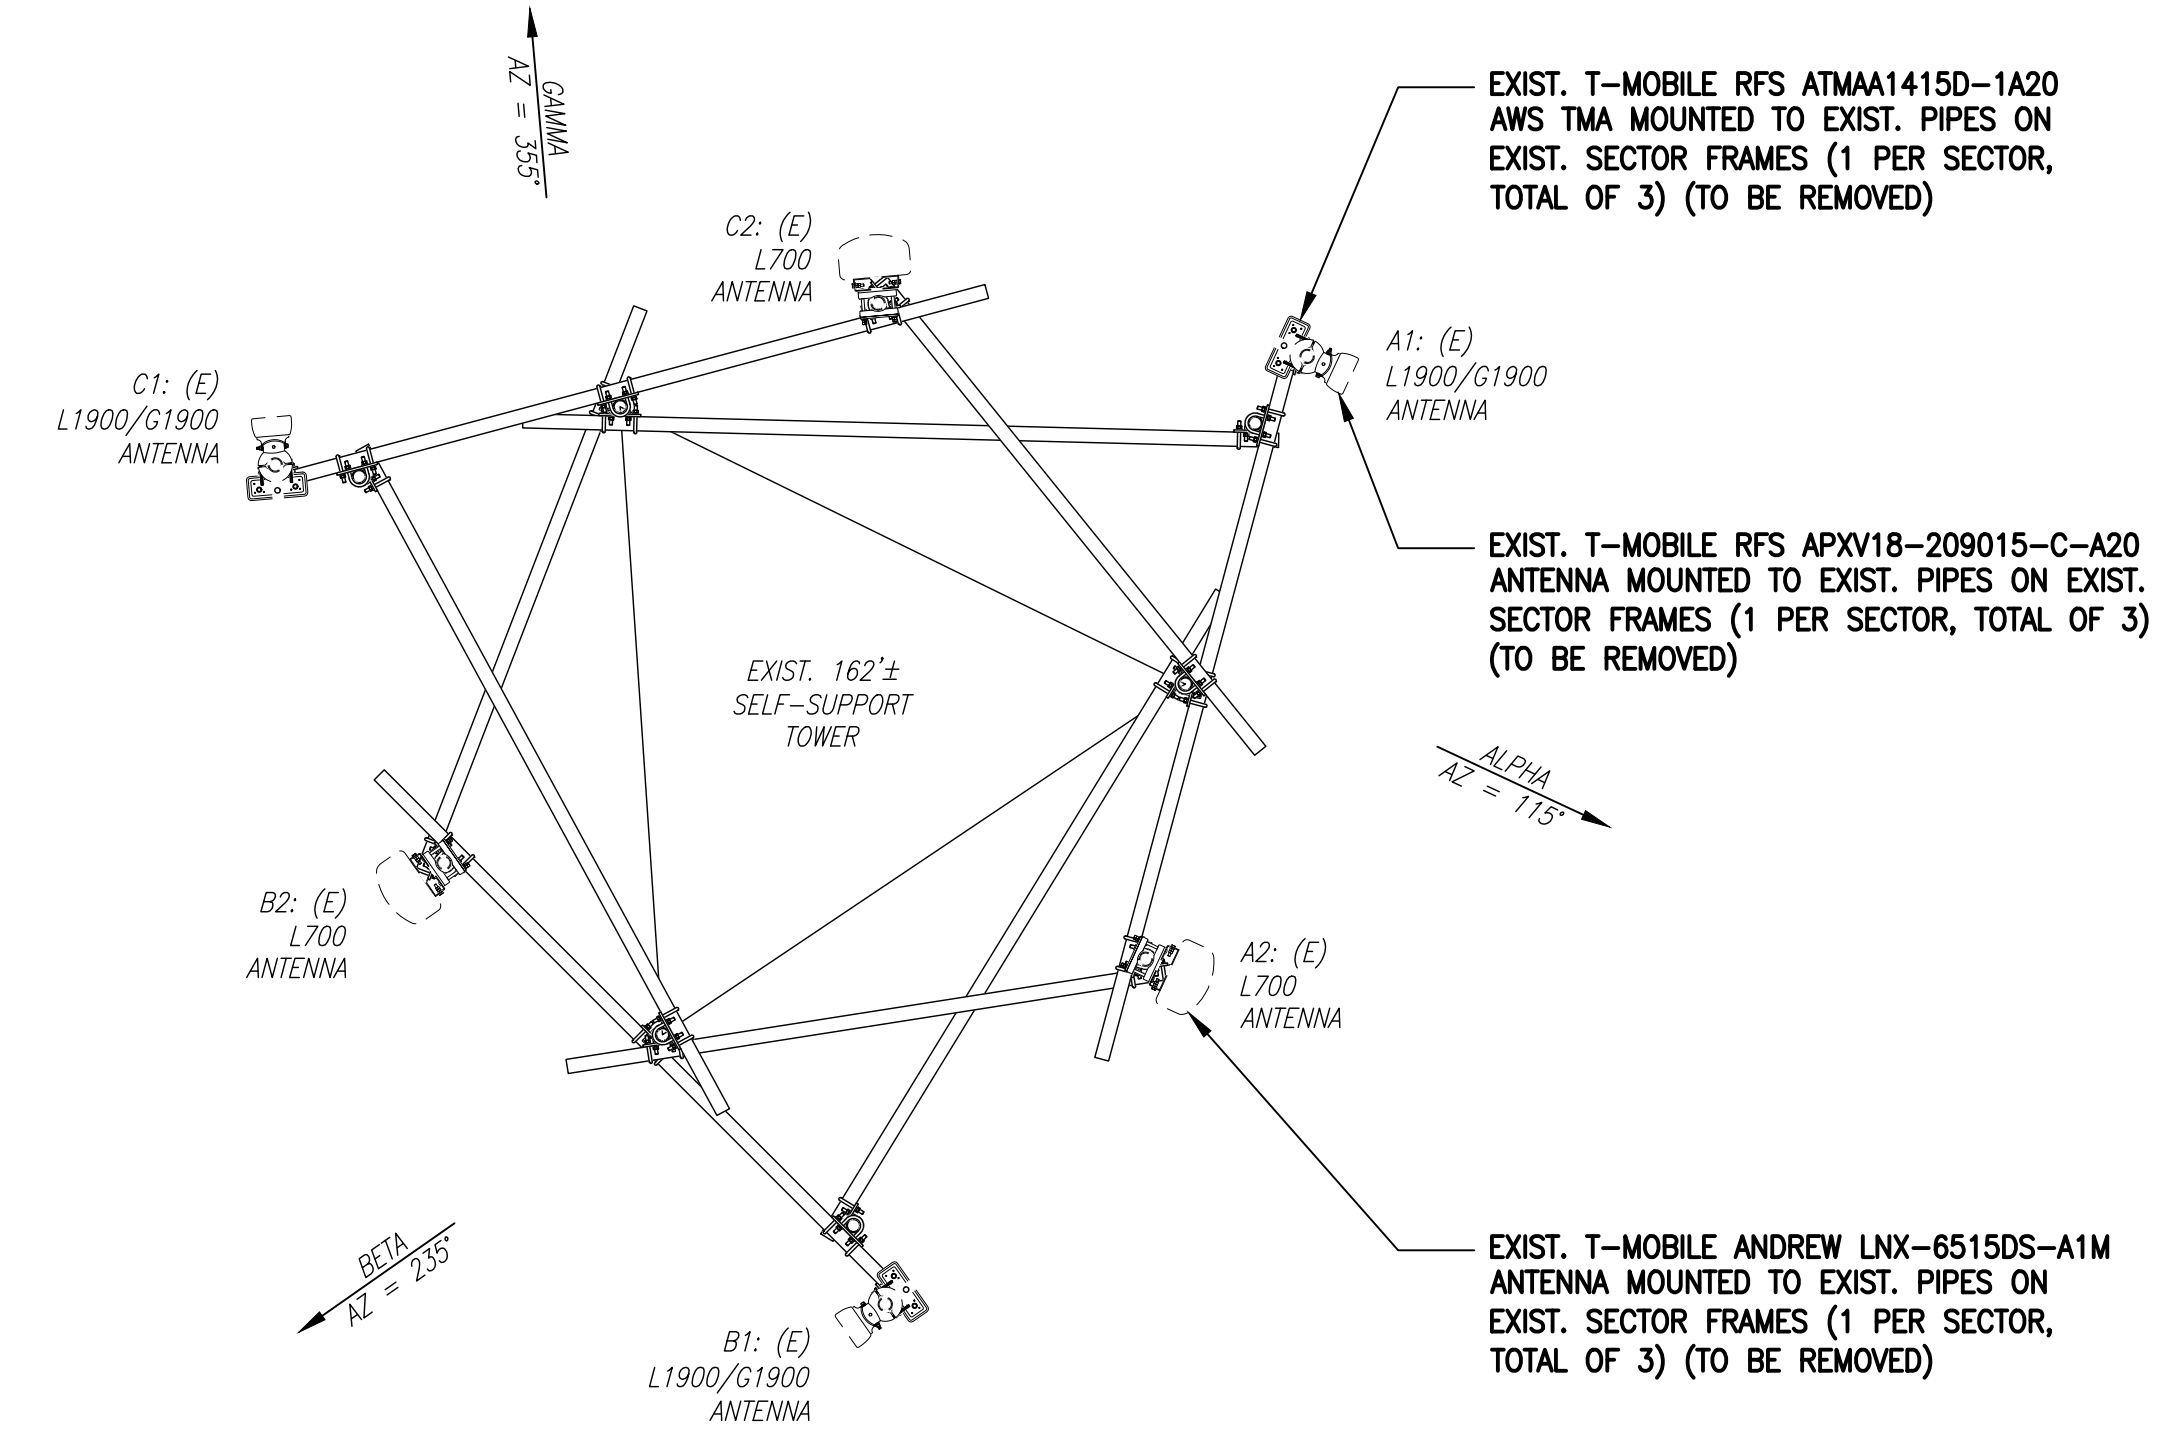 GAMMA
AZ = 355°
EXIST. T-MOBILE RFS ATMAA1415D-1A20
AWS TMA MOUNTED TO EXIST. PIPES ON
EXIST. SECTOR FRAMES (1 PER SECTOR,
TOTAL OF 3) (TO BE REMOVED)
C2: (E)
L700
ANTENNA
A1: (E)
L1900/G1900
ANTENNA
C1: (E)
L1900/G1900
ANTENNA
EXIST. T-MOBILE RFS APXV18-209015-C-A20
ANTENNA MOUNTED TO EXIST. PIPES ON EXIST.
SECTOR FRAMES (1 PER SECTOR, TOTAL OF 3)
(TO BE REMOVED)
EXIST. 162'±
SELF-SUPPORT
TOWER
ALPHA
AZ = 115°
B2: (E)
L700
ANTENNA
A2: (E)
L700
ANTENNA
BETA
AZ = 235°
EXIST. T-MOBILE ANDREW LNX-6515DS-A1M
ANTENNA MOUNTED TO EXIST. PIPES ON
EXIST. SECTOR FRAMES (1 PER SECTOR,
TOTAL OF 3) (TO BE REMOVED)
B1: (E)
L1900/G1900
ANTENNA